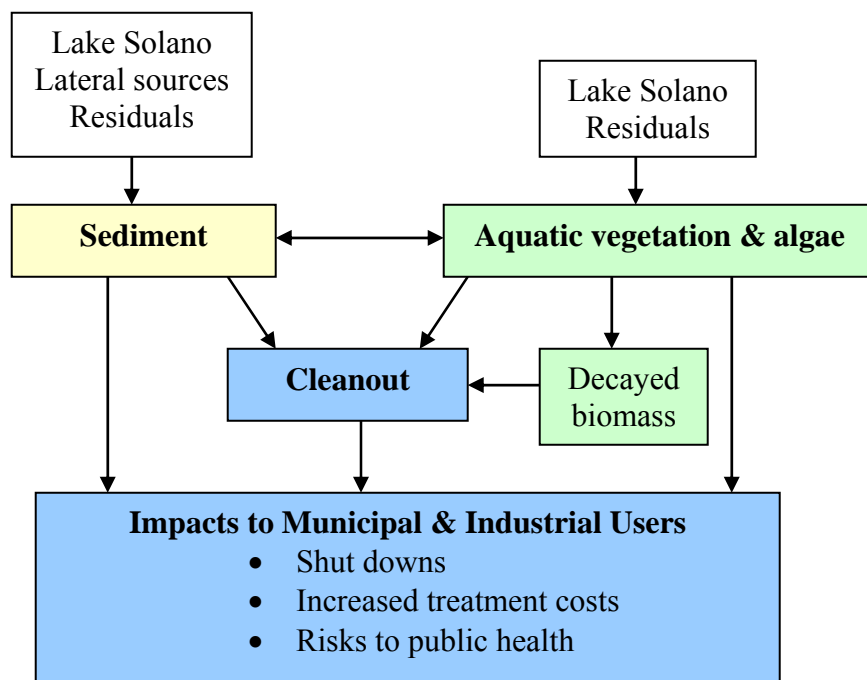 Lake Solano
Lateral sources
Residuals
Lake Solano
Residuals
Sediment
Aquatic vegetation & algae
Cleanout
Decayed
biomass
Impacts to Municipal & Industrial Users
• Shut downs
• Increased treatment costs
• Risks to public health